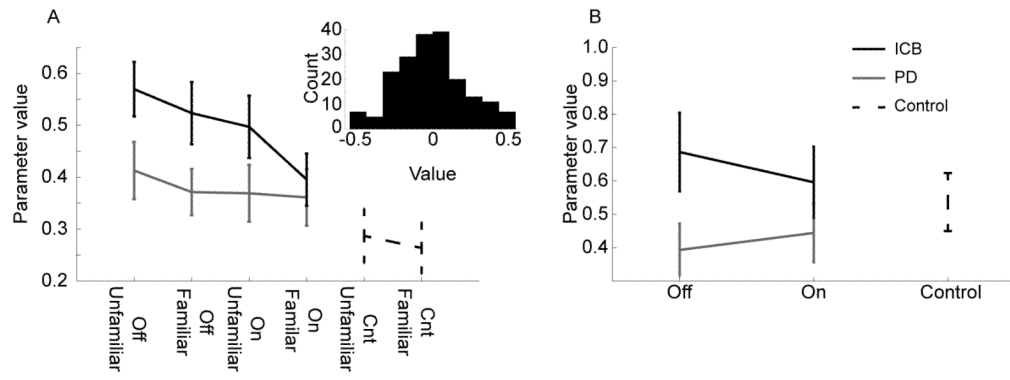 A
Parameter value
0.6
0.5
0.4
0.3
0.2
Unfamiliar Off
Familiar Off
Unfamiliar On
Familar On
Unfamiliar Cnt
Familiar Cnt
Count
40
30
20
10
0
-0.5
0
0.5
Value
B
Parameter value
1.0
0.9
0.8
0.7
0.6
0.5
0.4
Off
On
Control
ICB
PD
Control